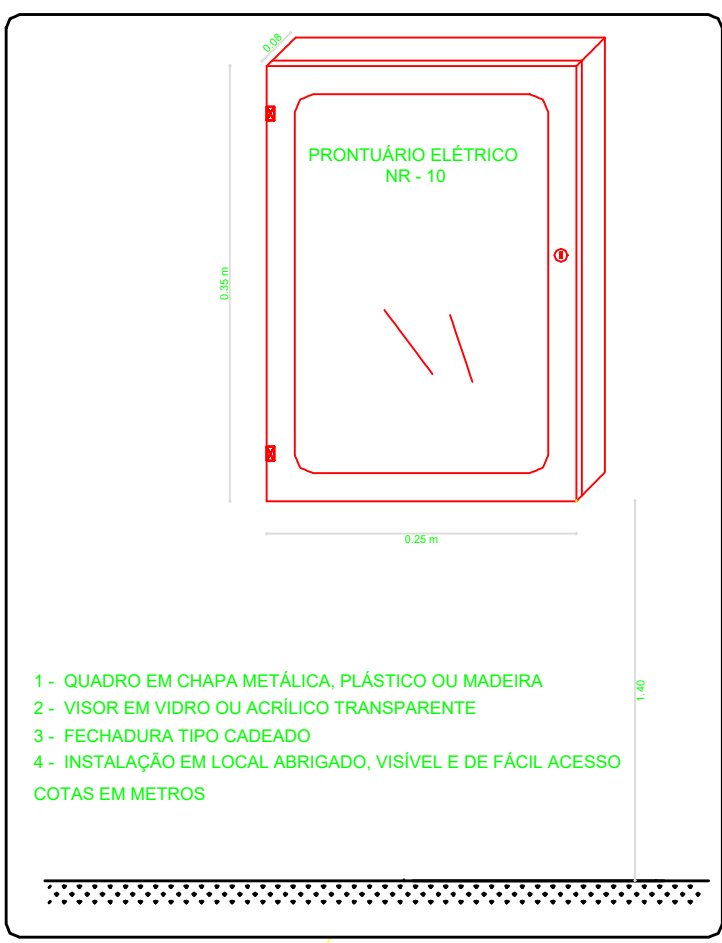 0.08
PRONTUÁRIO ELÉTRICO
NR - 10
0.35 m
0.25 m
1.40
1 - QUADRO EM CHAPA METÁLICA, PLÁSTICO OU MADEIRA
2 - VISOR EM VIDRO OU ACRÍLICO TRANSPARENTE
3 - FECHADURA TIPO CADEADO
4 - INSTALAÇÃO EM LOCAL ABRIGADO, VISÍVEL E DE FÁCIL ACESSO
COTAS EM METROS